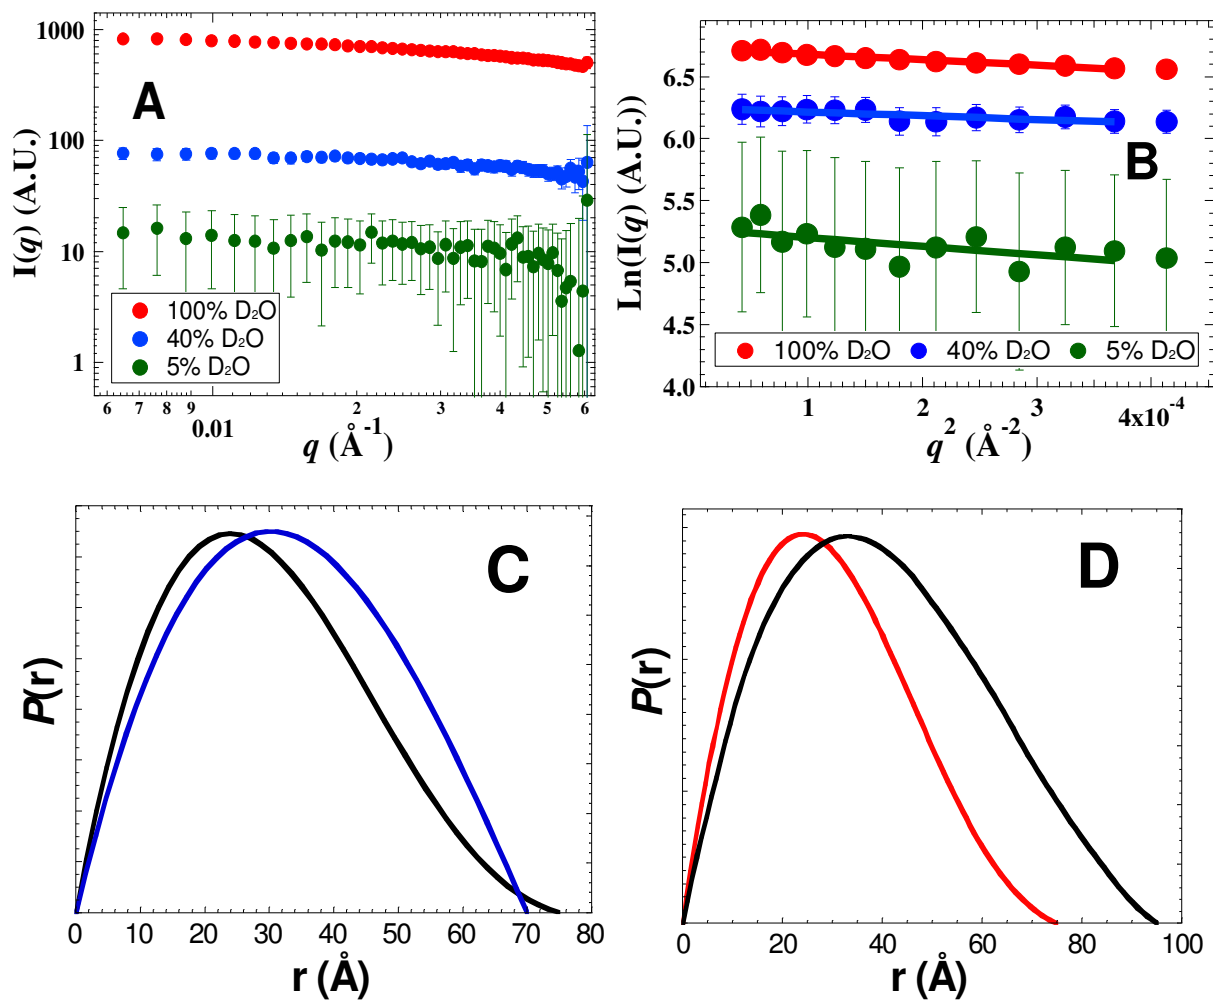 A
I(q) (A.U.)
1000
100
10
1
100% D₂O
40% D₂O
5% D₂O
6 7 8 9 2 3 4 5 6
0.01
q (Å⁻¹)
B
Ln(I(q) (A.U.))
6.5
6.0
5.5
5.0
4.5
4.0
100% D₂O 40% D₂O 5% D₂O
1 2 3 4x10⁻⁴
q² (Å⁻²)
C
P(r)
0 10 20 30 40 50 60 70 80
r (Å)
D
P(r)
0 20 40 60 80 100
r (Å)